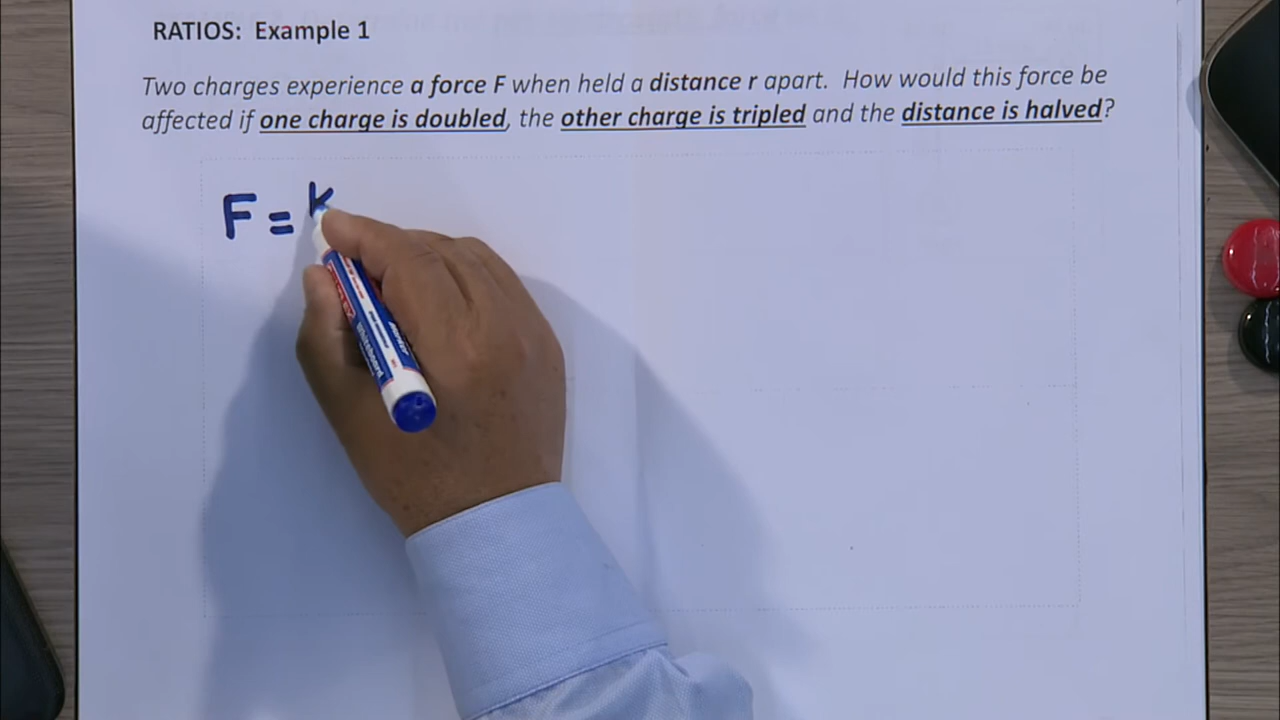 RATIOS: Example 1
Two charges experience a force F when held a distance r apart. How would this force be
affected if one charge is doubled, the other charge is tripled and the distance is halved?
F = k